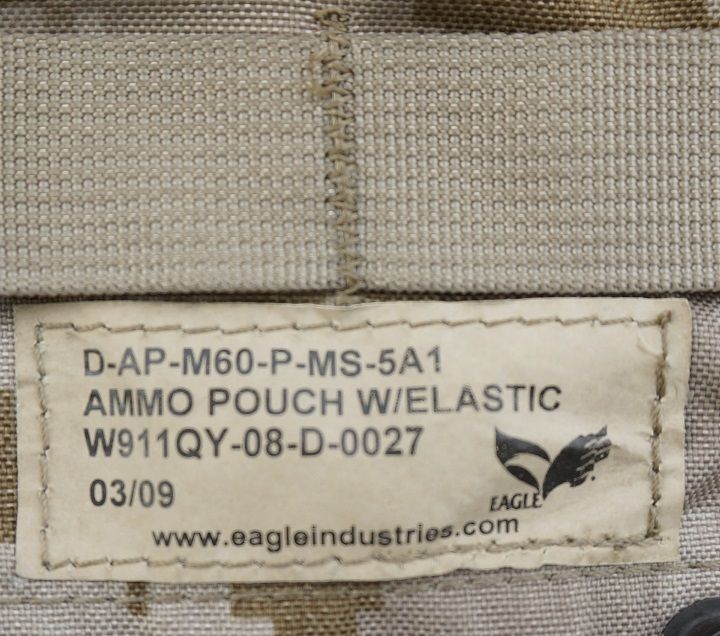 D-AP-M60-P-MS-5A1
AMMO POUCH W/ELASTIC
W911QY-08-D-0027
03/09
EAGLE
www.eagleindustries.com